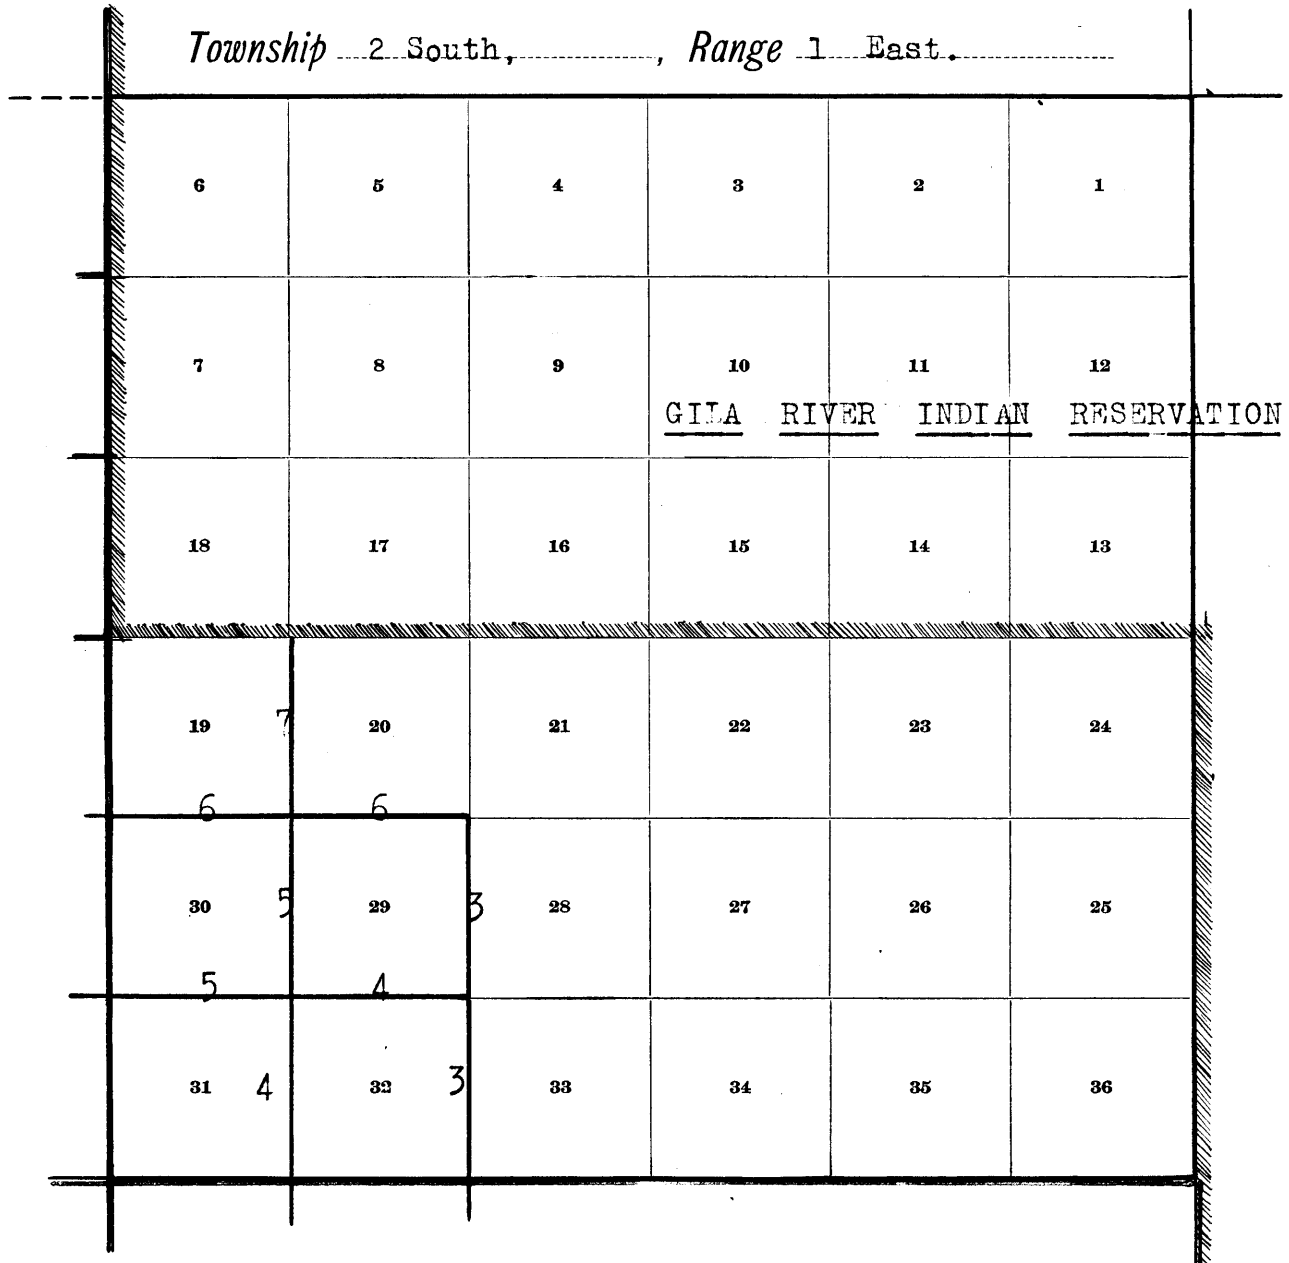 Township 2 South, , Range 1 East.
6 5 4 3 2 1
7 8 9 10 11 12
GILA RIVER INDIAN RESERVATION
18 17 16 15 14 13
19 7 20 21 22 23 24
6 6
30 5 29 3 28 27 26 25
5 4
31 4 32 3 33 34 35 36